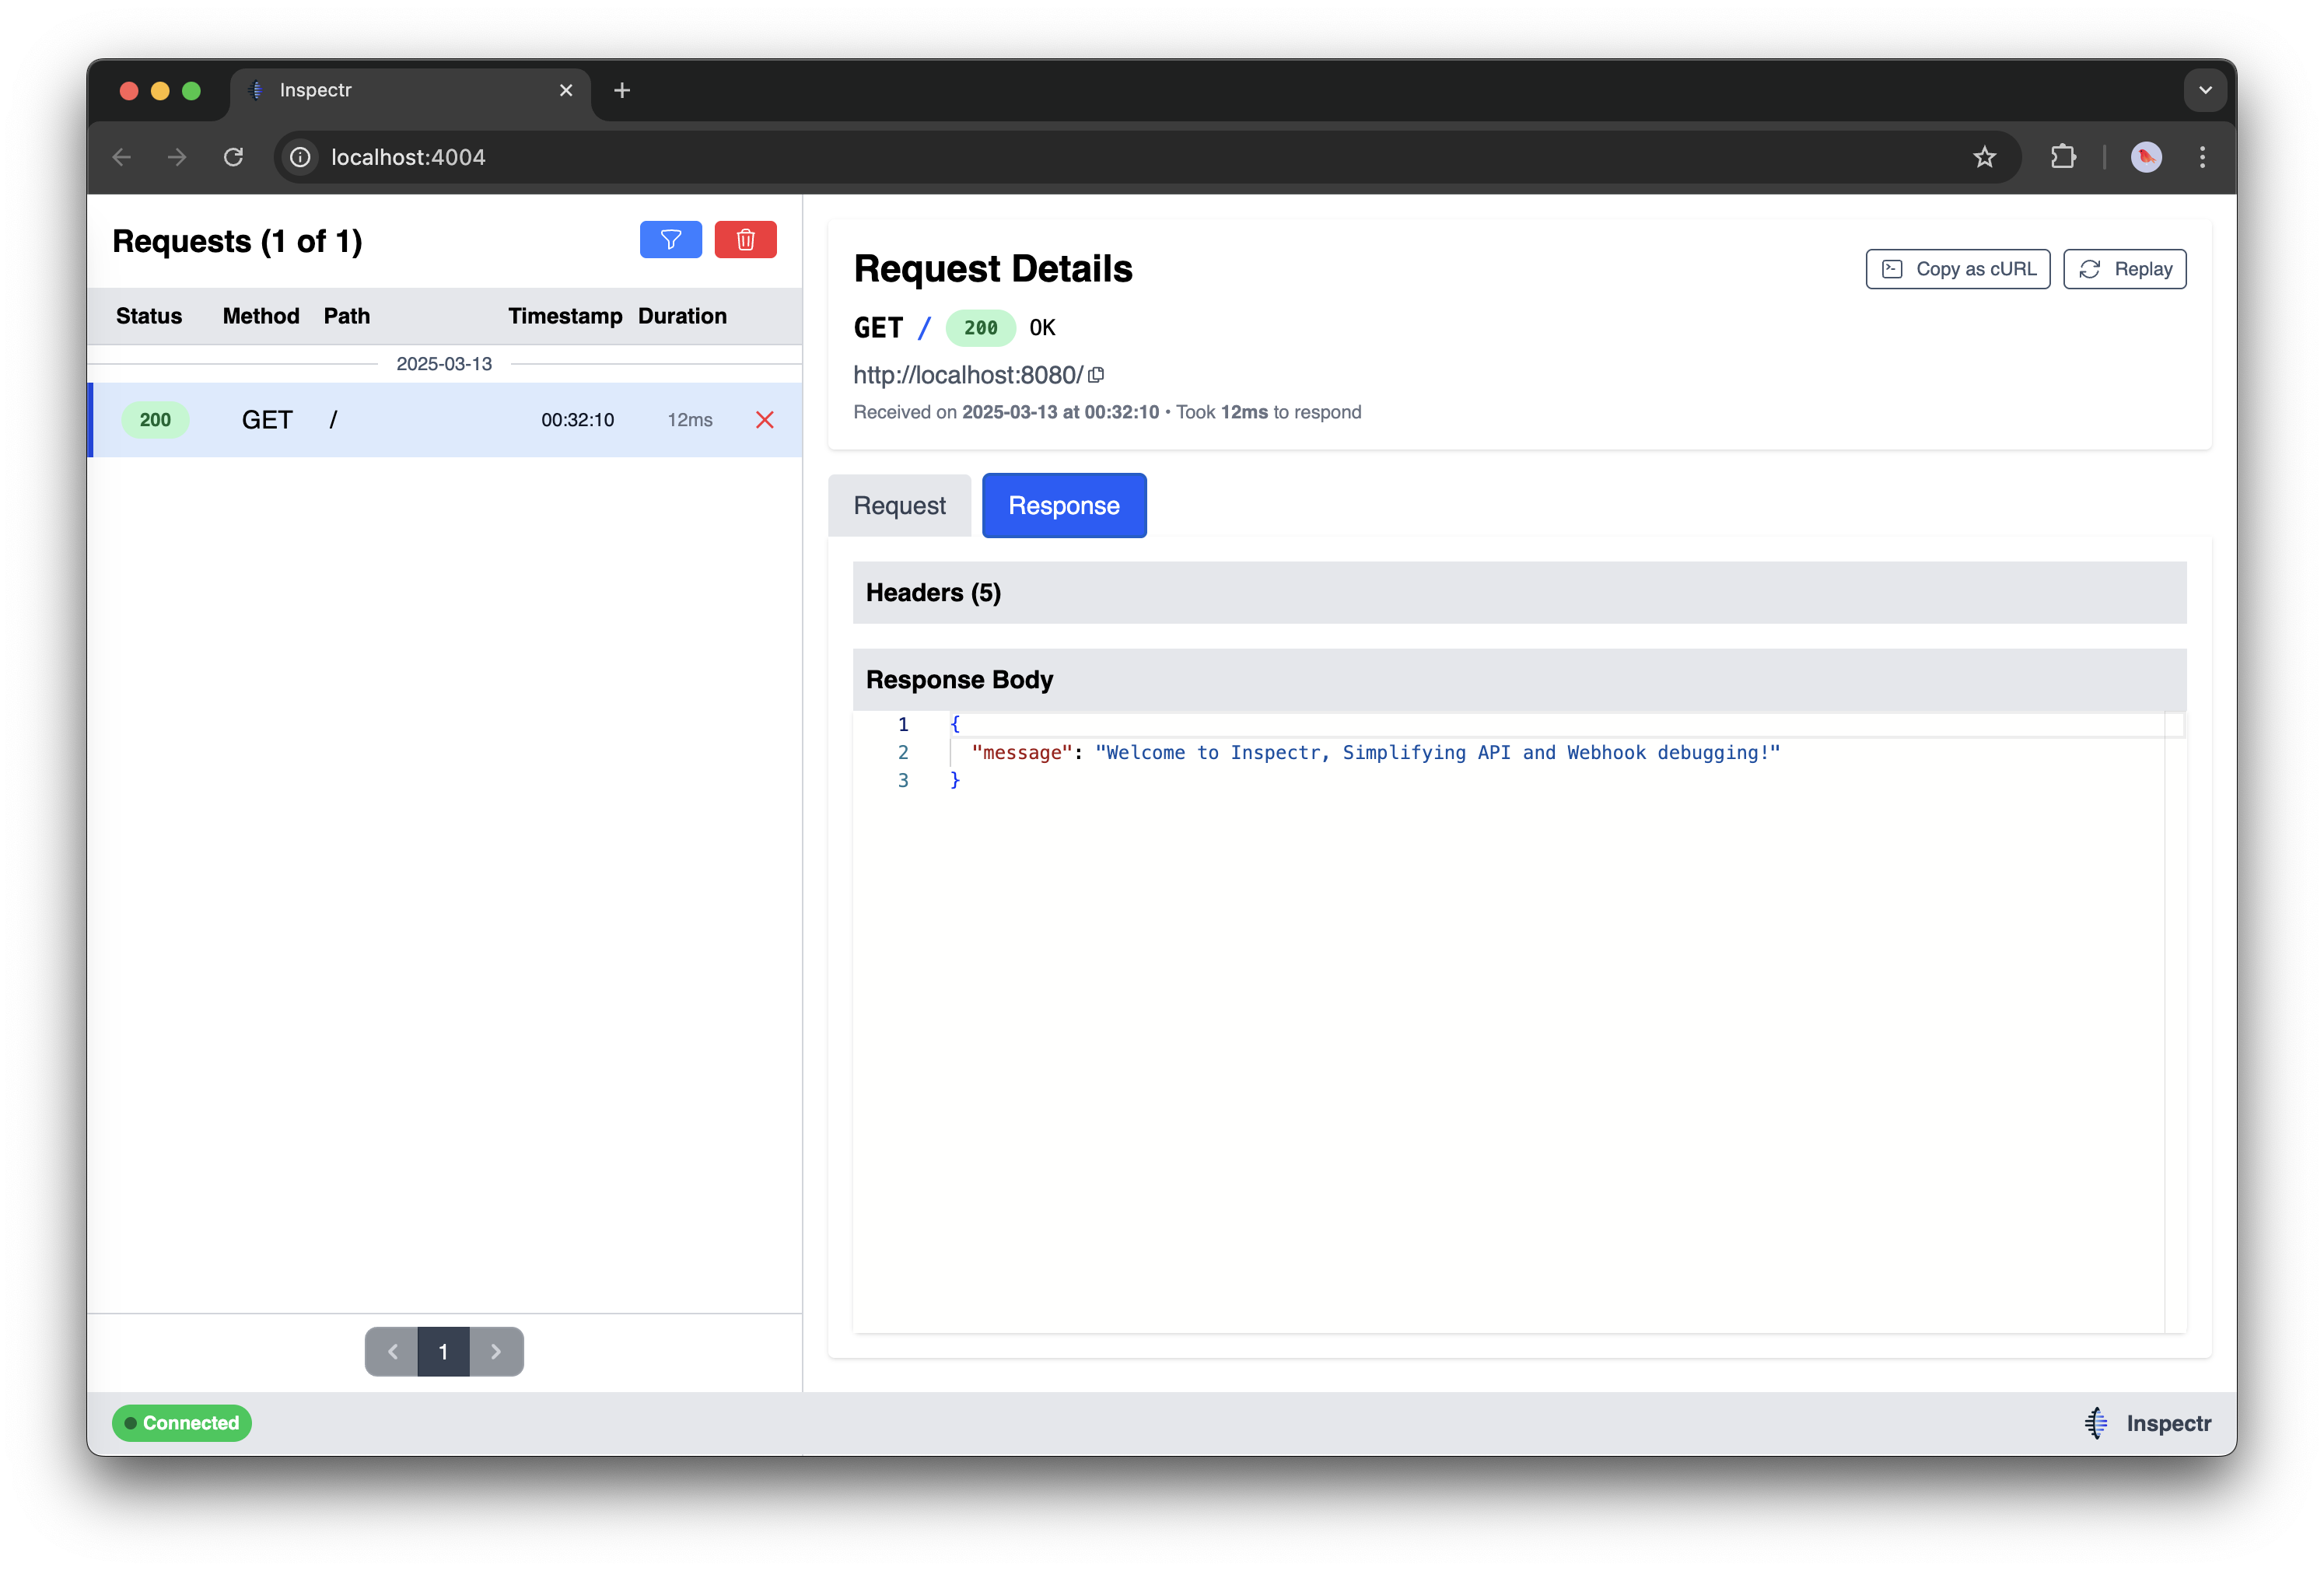 Inspectr
localhost:4004
Requests (1 of 1)
Status Method Path Timestamp Duration
2025-03-13
200 GET / 00:32:10 12ms
1
Request Details
Copy as cURL Replay
GET / 200 OK
http://localhost:8080/
Received on 2025-03-13 at 00:32:10 • Took 12ms to respond
Request Response
Headers (5)
Response Body
1 {
2 "message": "Welcome to Inspectr, Simplifying API and Webhook debugging!"
3 }
Connected
Inspectr